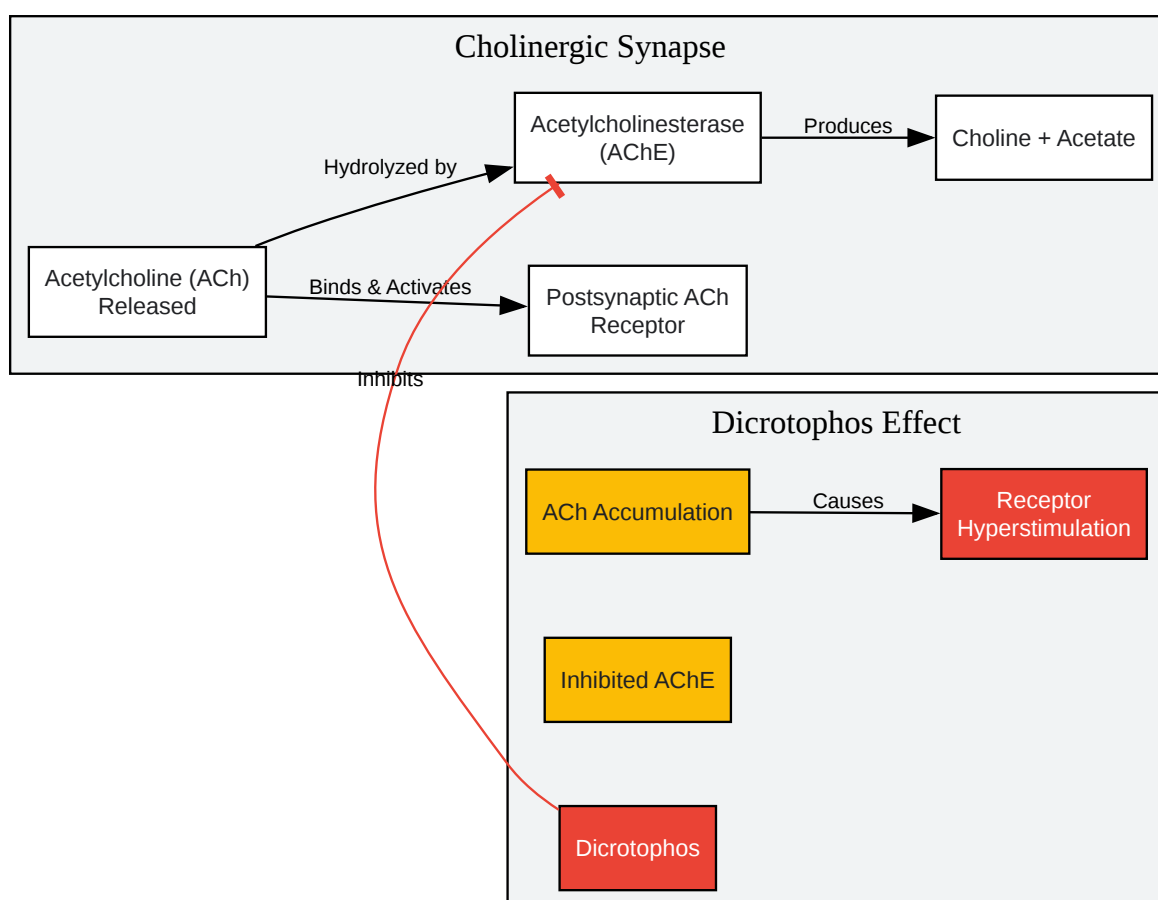 Cholinergic Synapse
Acetylcholinesterase
(AChE)
Produces
Choline + Acetate
Hydrolyzed by
Acetylcholine (ACh)
Released
Binds & Activates
Postsynaptic ACh
Receptor
Inhibits
Dicrotophos Effect
ACh Accumulation
Causes
Receptor
Hyperstimulation
Inhibited AChE
Dicrotophos